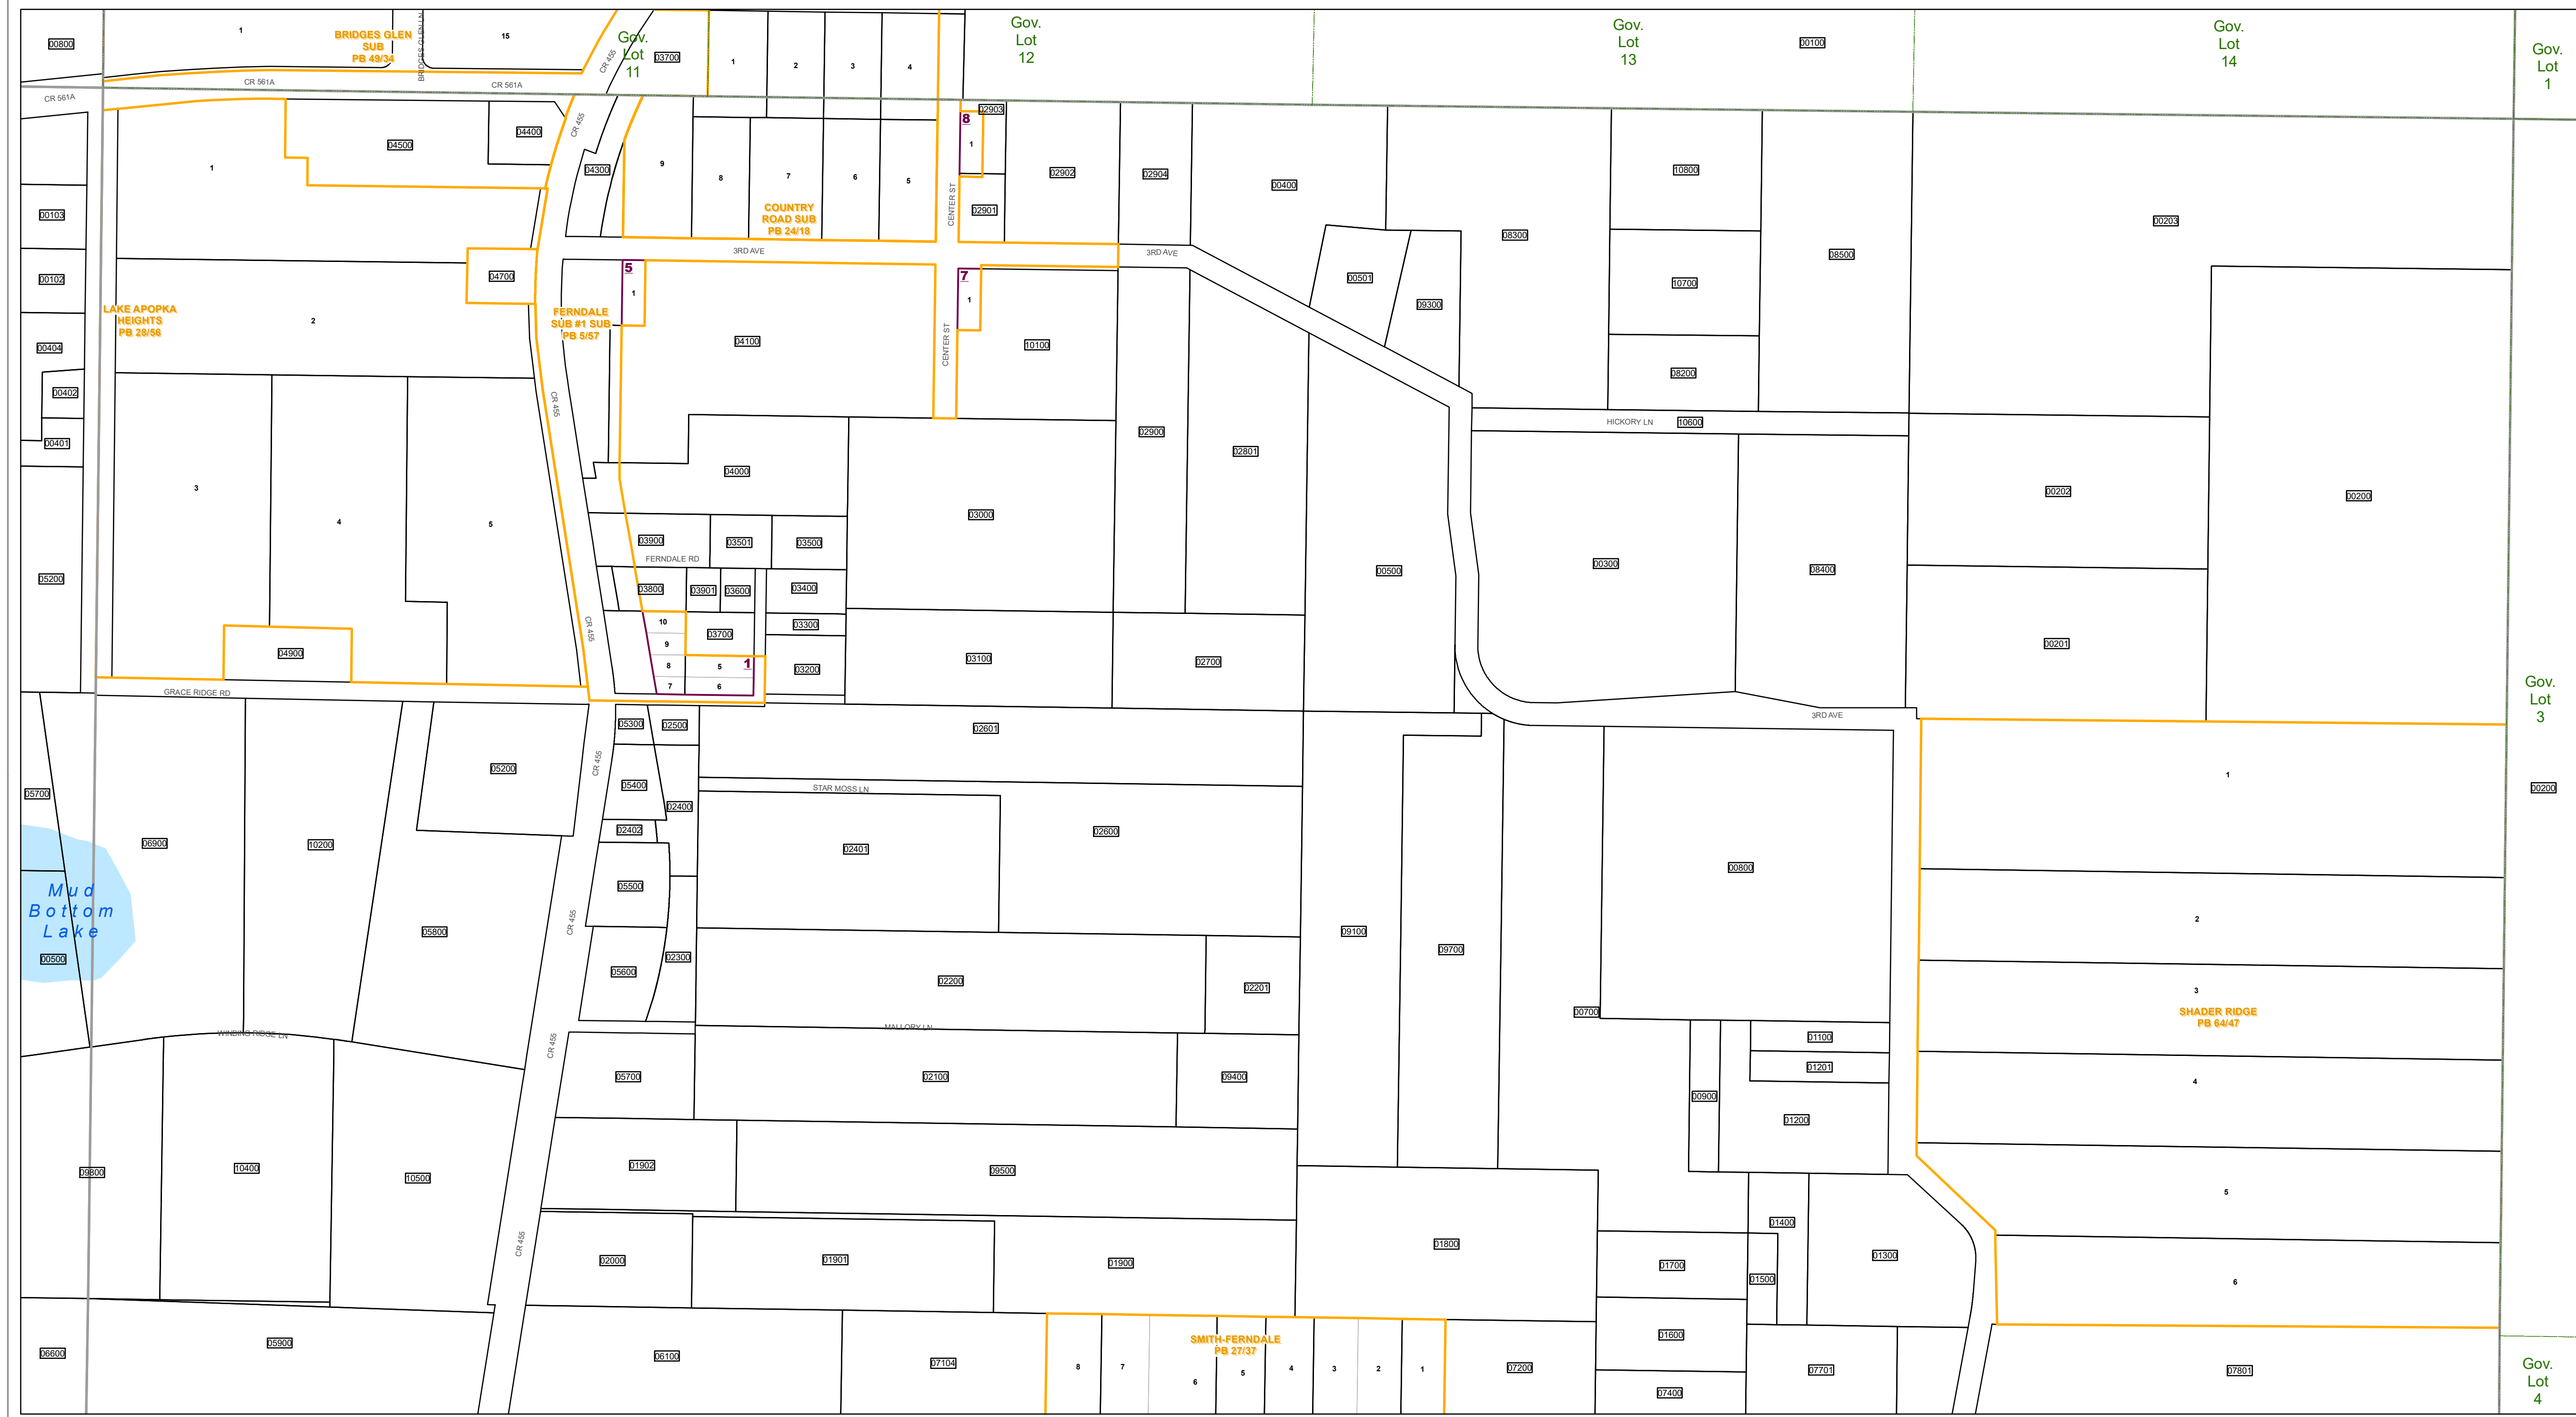 Gov.
Lot
11
Gov.
Lot
12
Gov.
Lot
13
Gov.
Lot
14
Gov.
Lot
1
00800
1
BRIDGES GLEN
SUB
PB 49/34
BRIDGES GLEN LN
15
CR 455
03700
1
2
3
4
00100
CR 561A
CR 561A
CR 561A
04500
04400
CR 455
04300
1
9
8
7
6
5
COUNTRY
ROAD SUB
PB 24/18
CENTER ST
8
1
02903
02901
02902
02904
00400
10800
00203
00103
08300
08500
3RD AVE
3RD AVE
00102
04700
5
1
7
1
00501
09300
10700
LAKE APOPKA
HEIGHTS
PB 28/56
2
FERNDALE
SUB #1 SUB
PB 5/57
04100
CENTER ST
10100
00404
08200
00402
CR 455
00401
HICKORY LN
10600
02900
02801
04000
3
4
5
03000
00202
00200
03900
03501
03500
FERNDALE RD
00500
00300
08400
05200
03800
03901
03600
03400
10
9
8
7
03700
5
6
1
03300
03200
CR 455
04900
03100
02700
00201
GRACE RIDGE RD
Gov.
Lot
3
3RD AVE
05300
02500
02601
05200
CR 455
05400
02400
STAR MOSS LN
1
00200
05700
06900
10200
02402
02401
02600
00800
Mud
Bottom
Lake
00500
05500
CR 455
05800
09100
09700
2
05600
02300
02200
02201
3
SHADER RIDGE
PB 64/47
00700
WINDING RIDGE LN
MALLORY LN
CR 455
01100
01201
05700
02100
09400
4
00900
01200
09800
10400
10500
01902
09500
5
01400
CR 455
02000
01901
01900
01800
01700
01500
01300
6
05900
06600
06100
07104
SMITH-FERNDALE
PB 27/37
8
7
6
5
4
3
2
1
07200
01600
07400
07701
07801
Gov.
Lot
4